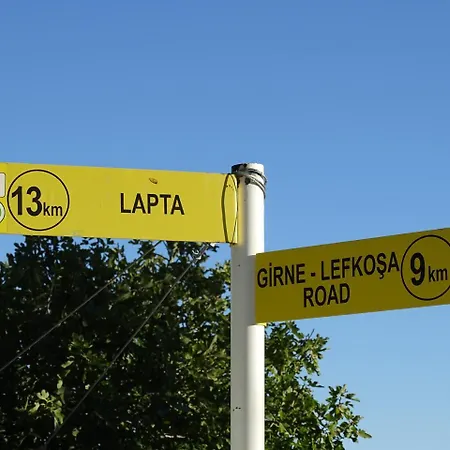 13km LAPTA
GİRNE - LEFKOŞA 9km
ROAD